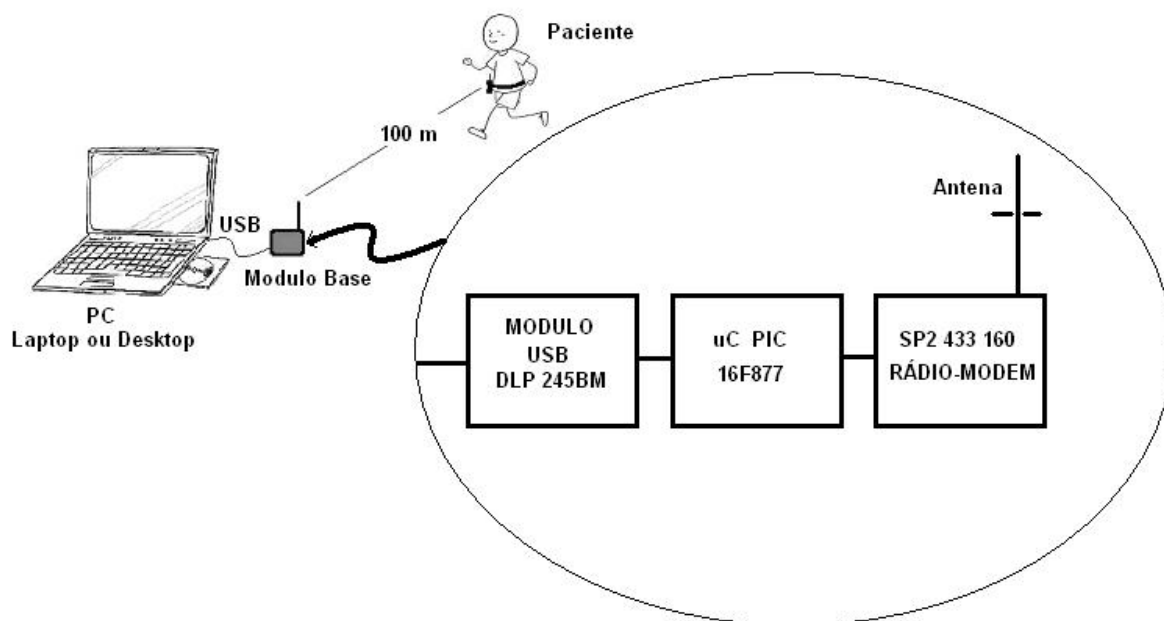 Paciente
100 m
USB
Modulo Base
PC
Laptop ou Desktop
Antena
MODULO
USB
DLP 245BM
uC PIC
16F877
SP2 433 160
RÁDIO-MODEM